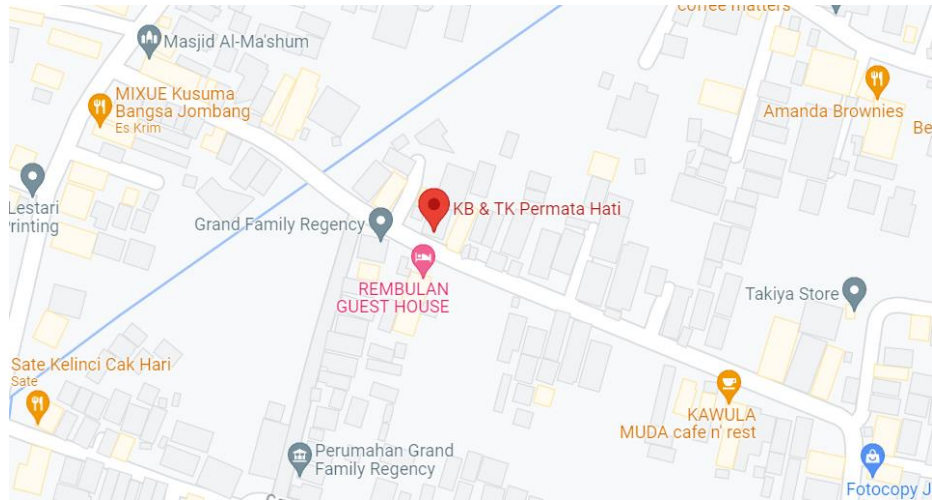 coffee matters
Masjid Al-Ma'shum
MIXUE Kusuma
Bangsa Jombang
Es Krim
Amanda Brownies
Be
Lestari
Printing
KB & TK Permata Hati
Grand Family Regency
REMBULAN
GUEST HOUSE
Takiya Store
Sate Kelinci Cak Hari
Sate
KAWULA
MUDA cafe n' rest
Perumahan Grand
Family Regency
Fotocopy J